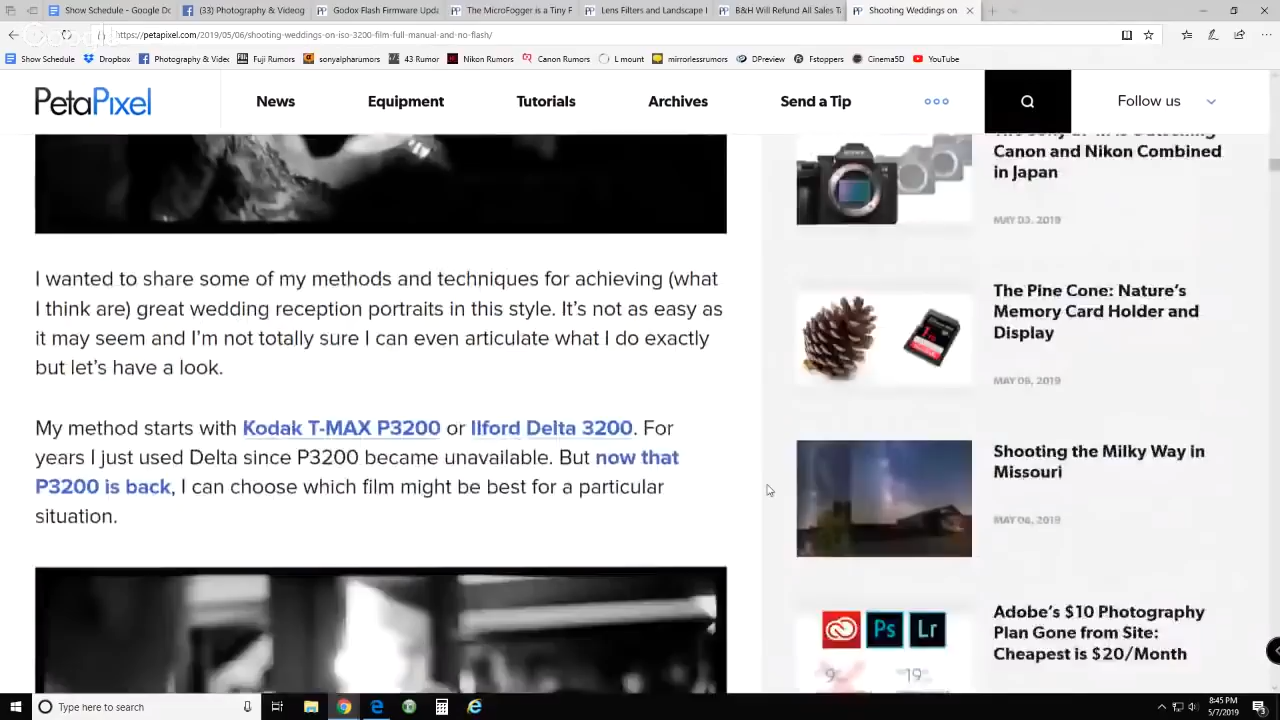 Show - Google Do
(33) Photography &
Godox Flash Firmware Upda
The MicroFogger is a Tiny F
Lens Filters and Landscape
B&H Will Refund All Sales T
Shooting Weddings on
https://petapixel.com/2019/05/06/shooting-weddings-on-iso-3200-film-full-manual-and-no-flash/
Show Schedule
Dropbox
Photography & Video
Fuji Rumors
sonyalpharumors
43 Rumor
Nikon Rumors
Canon Rumors
L mount
mirrorlessrumors
DPreview
Fstoppers
Cinema5D
YouTube
PetaPixel
News
Equipment
Tutorials
Archives
Send a Tip
Follow us
I wanted to share some of my methods and techniques for achieving (what
I think are) great wedding reception portraits in this style. It's not as easy as
it may seem and I'm not totally sure I can even articulate what I do exactly
but let's have a look.
My method starts with Kodak T-MAX P3200 or Ilford Delta 3200. For
years I just used Delta since P3200 became unavailable. But now that
P3200 is back, I can choose which film might be best for a particular
situation.
Canon and Nikon Combined
in Japan
MAY 03, 2019
The Pine Cone: Nature's
Memory Card Holder and
Display
MAY 06, 2019
Shooting the Milky Way in
Missouri
MAY 06, 2019
Adobe's $10 Photography
Plan Gone from Site:
Cheapest is $20/Month
Ps
Lr
Type here to search
8:45 PM
5/7/2019